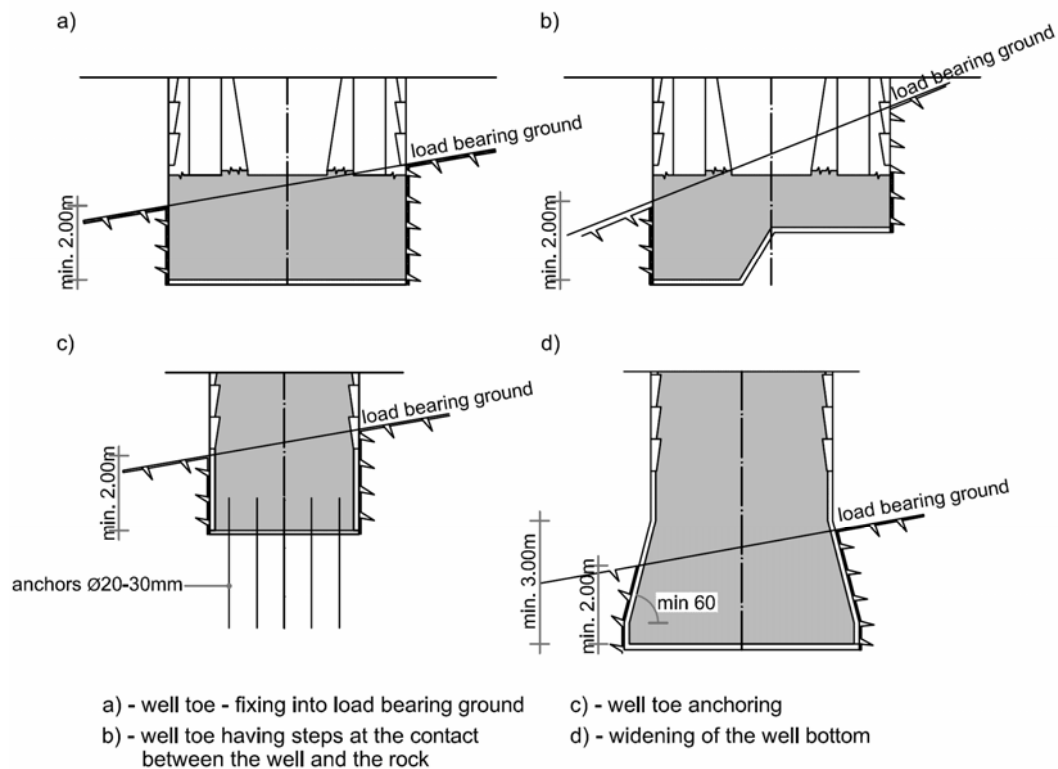 a)
b)
load bearing ground
load bearing ground
min. 2.00m
min. 2.00m
c)
d)
load bearing ground
load bearing ground
min. 2.00m
min. 3.00m
min. 2.00m
anchors Ø20-30mm
min 60
a) - well toe - fixing into load bearing ground
b) - well toe having steps at the contact
between the well and the rock
c) - well toe anchoring
d) - widening of the well bottom